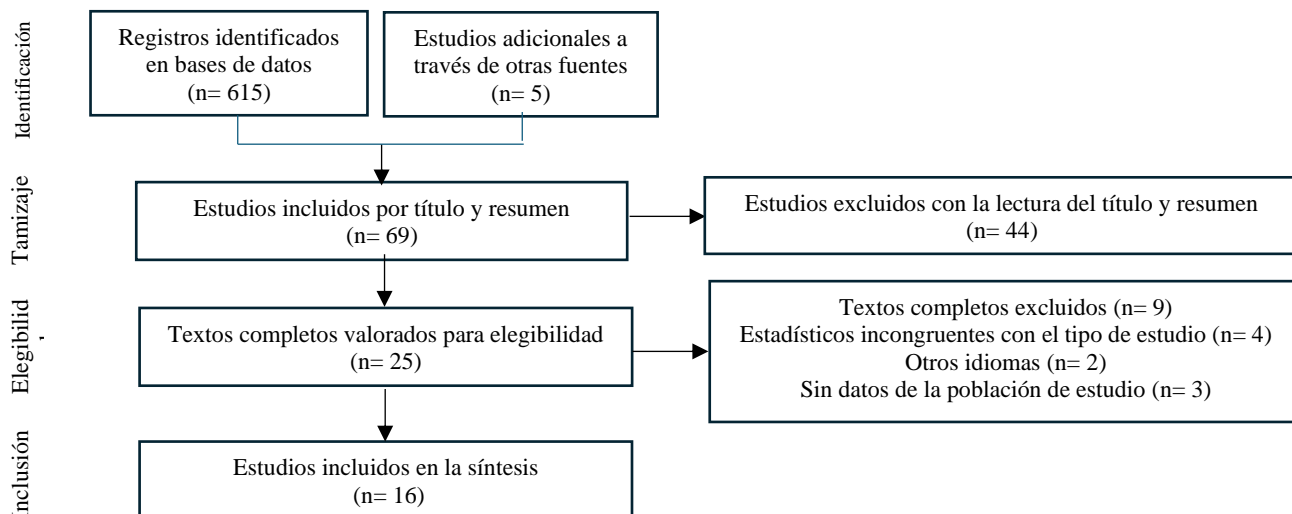 Identificación
Registros identificados
en bases de datos
(n= 615)
Estudios adicionales a
través de otras fuentes
(n= 5)
Tamizaje
Estudios incluidos por título y resumen
(n= 69)
Estudios excluidos con la lectura del título y resumen
(n= 44)
Elegibilid
Textos completos valorados para elegibilidad
(n= 25)
Textos completos excluidos (n= 9)
Estadísticos incongruentes con el tipo de estudio (n= 4)
Otros idiomas (n= 2)
Sin datos de la población de estudio (n= 3)
Inclusión
Estudios incluidos en la síntesis
(n= 16)